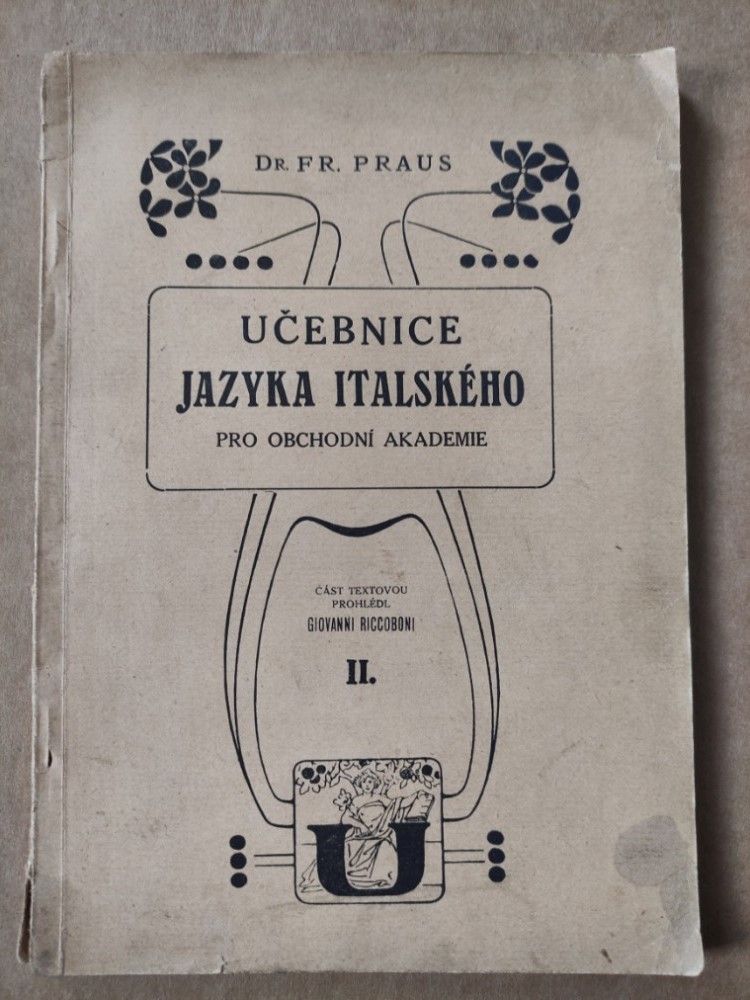 DR. FR. PRAUS
UČEBNICE
JAZYKA ITALSKÉHO
PRO OBCHODNÍ AKADEMIE
ČÁST TEXTOVOU
PROHLÉDL
GIOVANNI RICCOBONI
II.
U